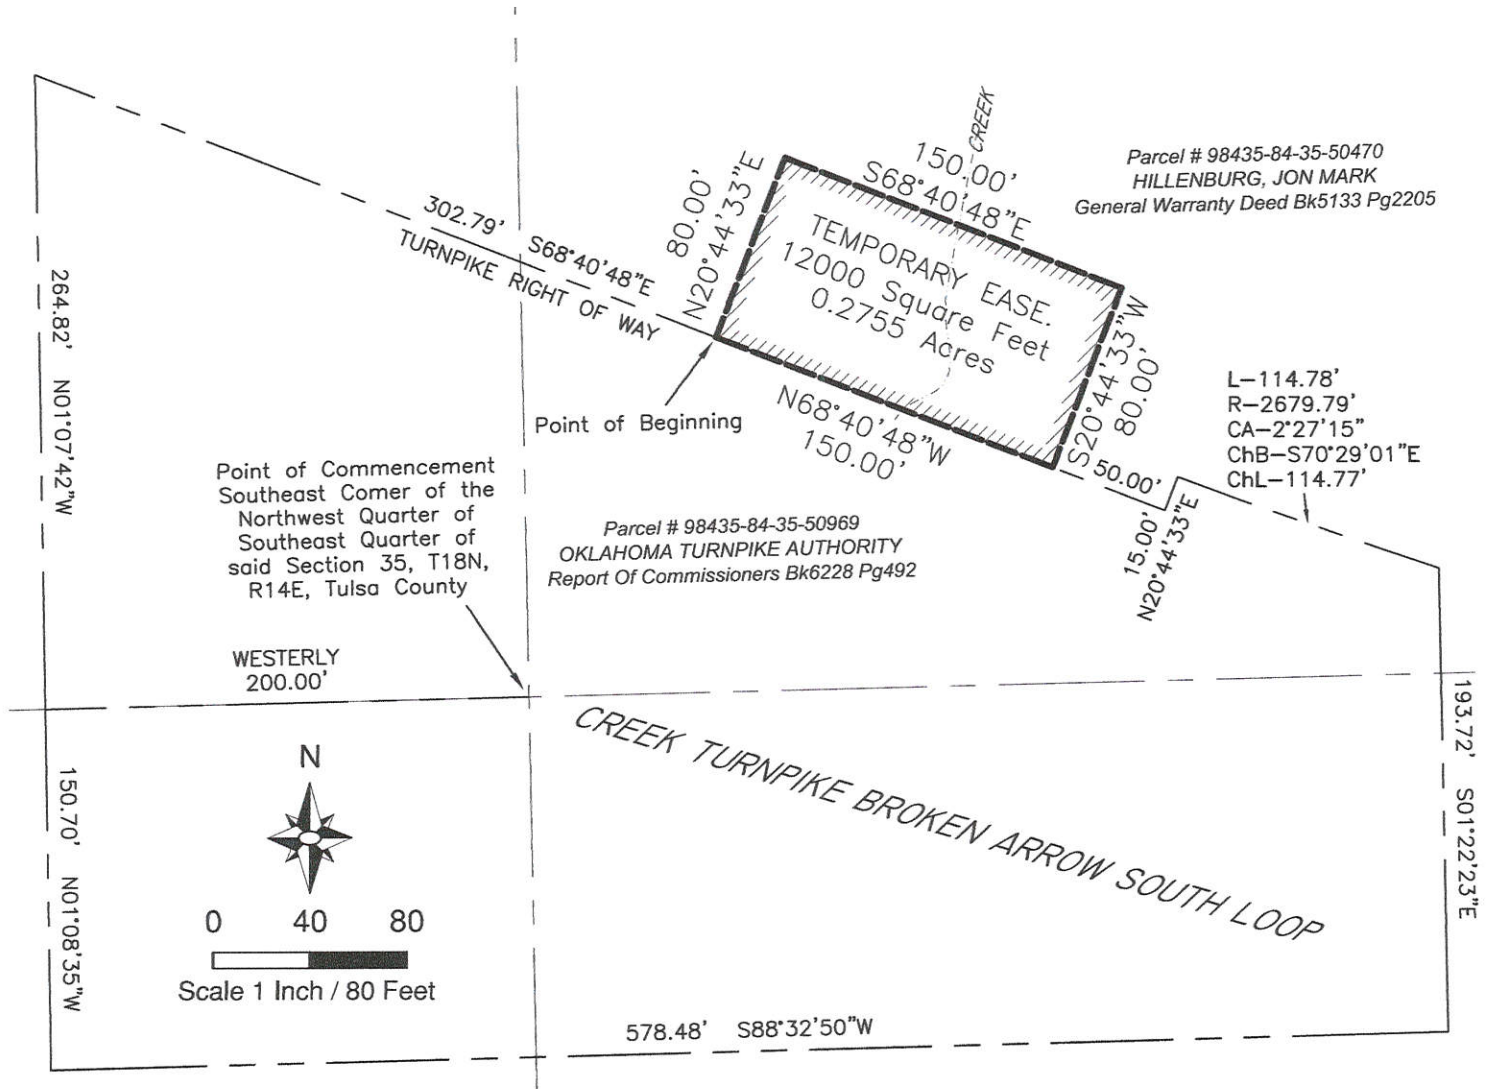 CREEK
150.00'
S68°40'48"E
Parcel # 98435-84-35-50470
HILLENBURG, JON MARK
General Warranty Deed Bk5133 Pg2205
80.00'
N20°44'33"E
302.79'
S68°40'48"E
TURNPIKE RIGHT OF WAY
TEMPORARY EASE.
12000 Square Feet
0.2755 Acres
S20°44'33"W
80.00'
264.82' N01°07'42"W
Point of Beginning
N68°40'48"W
150.00'
50.00'
L-114.78'
R-2679.79'
CA-2°27'15"
ChB-S70°29'01"E
ChL-114.77'
15.00'
N20°44'33"E
Point of Commencement
Southeast Corner of the
Northwest Quarter of
Southeast Quarter of
said Section 35, T18N,
R14E, Tulsa County
Parcel # 98435-84-35-50969
OKLAHOMA TURNPIKE AUTHORITY
Report Of Commissioners Bk6228 Pg492
WESTERLY
200.00'
CREEK TURNPIKE BROKEN ARROW SOUTH LOOP
193.72' S01°22'23"E
150.70' N01°08'35"W
N
0 40 80
Scale 1 Inch / 80 Feet
578.48' S88°32'50"W